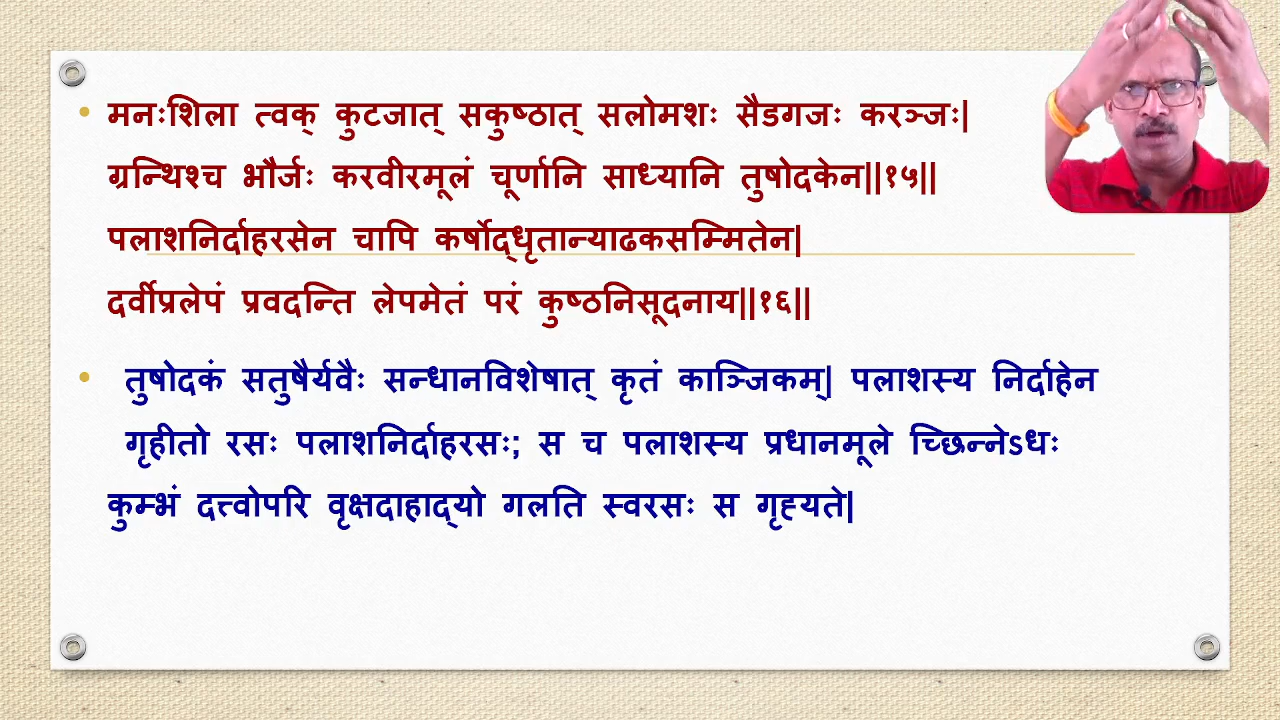 मनःशिला त्वक् कुटजात् सकुष्ठात् सलोमशः सैडगजः करञ्जः|
ग्रन्थिश्च भौर्जः करवीरमूलं चूर्णानि साध्यानि तुषोदकेन||१५||
पलाशनिर्दाहरसेन चापि कर्षोद्धृतान्याढकसम्मितेन|
दर्वीप्रलेपं प्रवदन्ति लेपमेतं परं कुष्ठनिसूदनाय||१६||
तुषोदकं सतुषैर्यवैः सन्धानविशेषात् कृतं काञ्जिकम्| पलाशस्य निर्दाहेन
गृहीतो रसः पलाशनिर्दाहरसः; स च पलाशस्य प्रधानमूले च्छिन्नेऽधः
कुम्भं दत्त्वोपरि वृक्षदाहाद्यो गलति स्वरसः स गृह्यते|